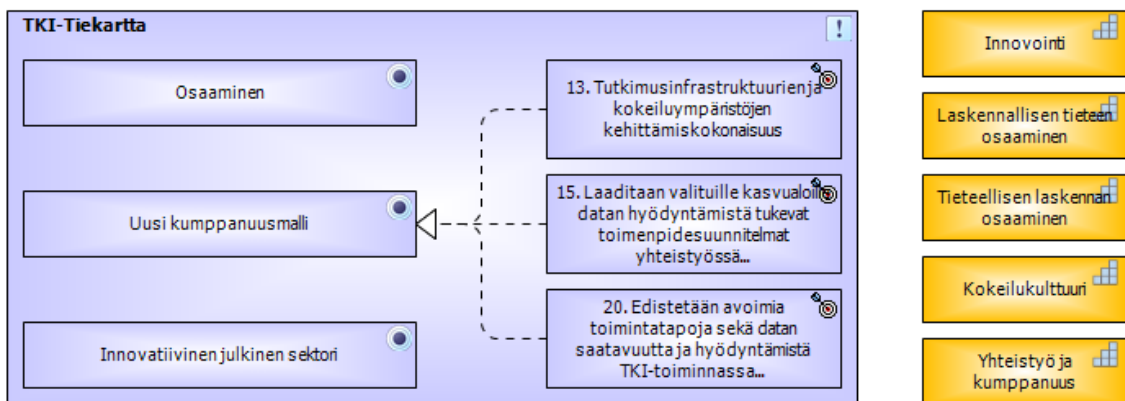 TKI-Tiekartta
Osaaminen
Uusi kumppanuusmalli
Innovatiivinen julkinen sektori
13. Tutkimusinfrastruktuurien ja
kokeiluympäristöjen
kehittämiskokonaisuus
15. Laaditaan valituille kasvualoille
datan hyödyntämistä tukevat
toimenpidesuunnitelmat
yhteistyössä...
20. Edistetään avoimia
toimintatapoja sekä datan
saatavuutta ja hyödyntämistä
TKI-toiminnassa...
Innovointi
Laskennallisen tieteen
osaaminen
Tieteellisen laskennan
osaaminen
Kokeilukulttuuri
Yhteistyö ja
kumppanuus